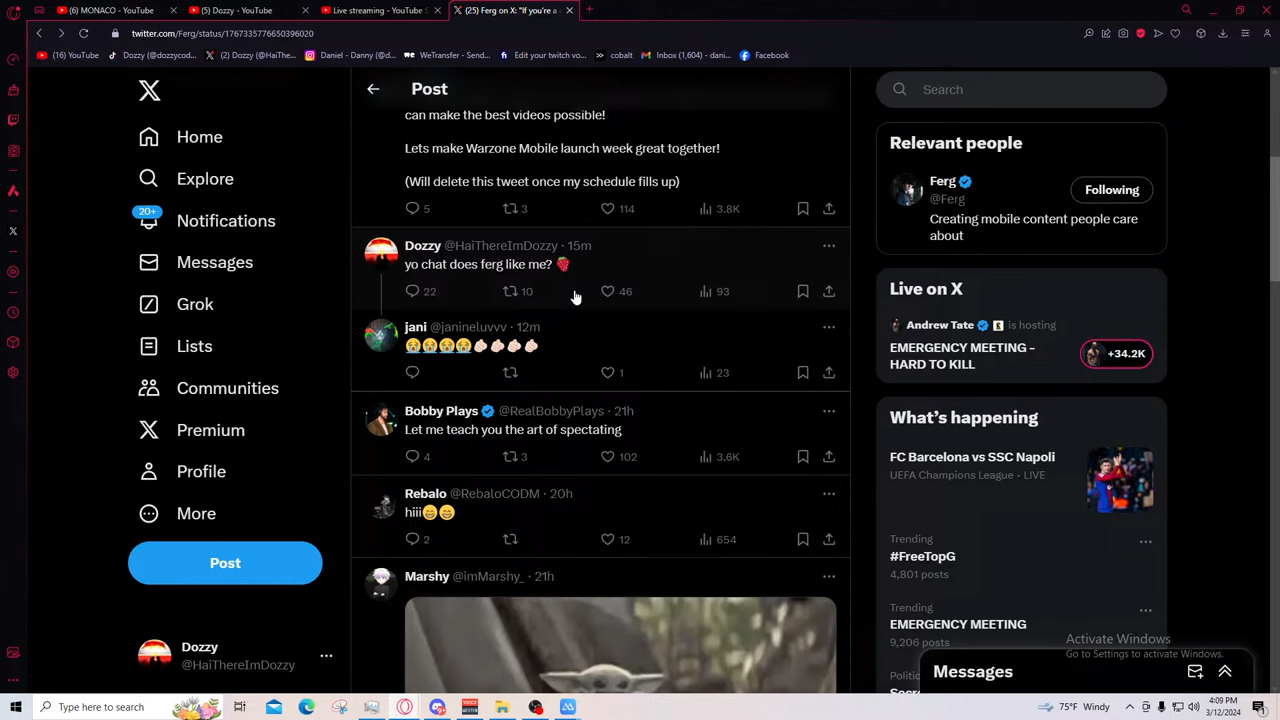 (6) MONACO
(5) Dozzy - YouTube
Live streaming - YouTube S
(25) Ferg on X: "If you're a
twitter.com/Ferg/status/1767335776650396020
(16) YouTube
Dozzy (@dozzycod...
(2) Dozzy (@HaiThe...
Daniel - Danny (@d...
WeTransfer - Send...
Edit your twitch vo...
cobalt
Inbox (1,604) - dani...
Facebook
Home
Explore
20+
Notifications
Messages
Grok
Lists
Communities
Premium
Profile
More
Post
Dozzy
@HaiThereImDozzy
Post
can make the best videos possible!
Lets make Warzone Mobile launch week great together!
(Will delete this tweet once my schedule fills up)
5 3 114 3.8K
Dozzy @HaiThereImDozzy · 15m
yo chat does ferg like me? 🍓
22 10 46 93
jani @janineluvvv · 12m
😭😭😭😭🫵🏻🫵🏻🫵🏻🫵🏻
1 23
Bobby Plays @RealBobbyPlays · 21h
Let me teach you the art of spectating
4 3 102 3.6K
Rebalo @RebaloCODM · 20h
hiii😁😁
2 12 654
Marshy @imMarshy_ · 21h
Search
Relevant people
Ferg
@Ferg
Following
Creating mobile content people care
about
Live on X
Andrew Tate is hosting
EMERGENCY MEETING -
HARD TO KILL
+34.2K
What's happening
FC Barcelona vs SSC Napoli
UEFA Champions League · LIVE
Trending
#FreeTopG
4,801 posts
Trending
EMERGENCY MEETING
9,206 posts
Activate Windows
Go to Settings to activate Windows.
Messages
Type here to search
75°F Windy
4:09 PM
3/12/2024